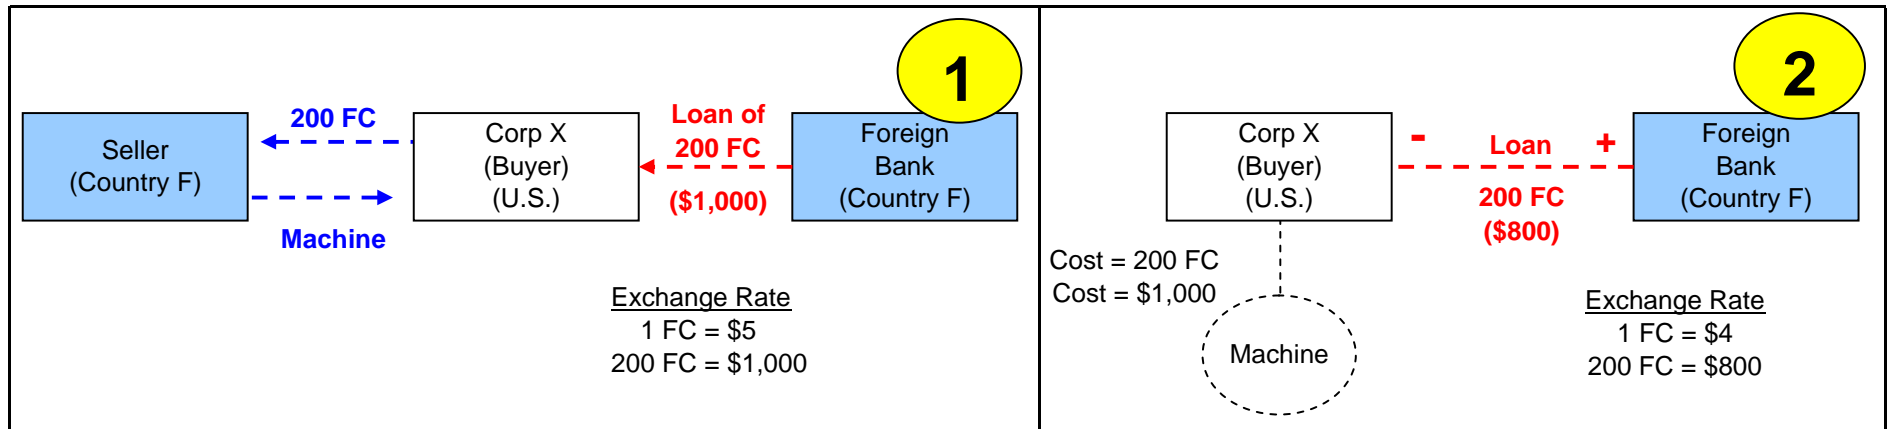 1
Seller
(Country F)
200 FC
Machine
Corp X
(Buyer)
(U.S.)
Loan of
200 FC
($1,000)
Foreign
Bank
(Country F)
Exchange Rate
1 FC = $5
200 FC = $1,000
2
Corp X
(Buyer)
(U.S.)
-
Loan
+
200 FC
($800)
Foreign
Bank
(Country F)
Cost = 200 FC
Cost = $1,000
Machine
Exchange Rate
1 FC = $4
200 FC = $800